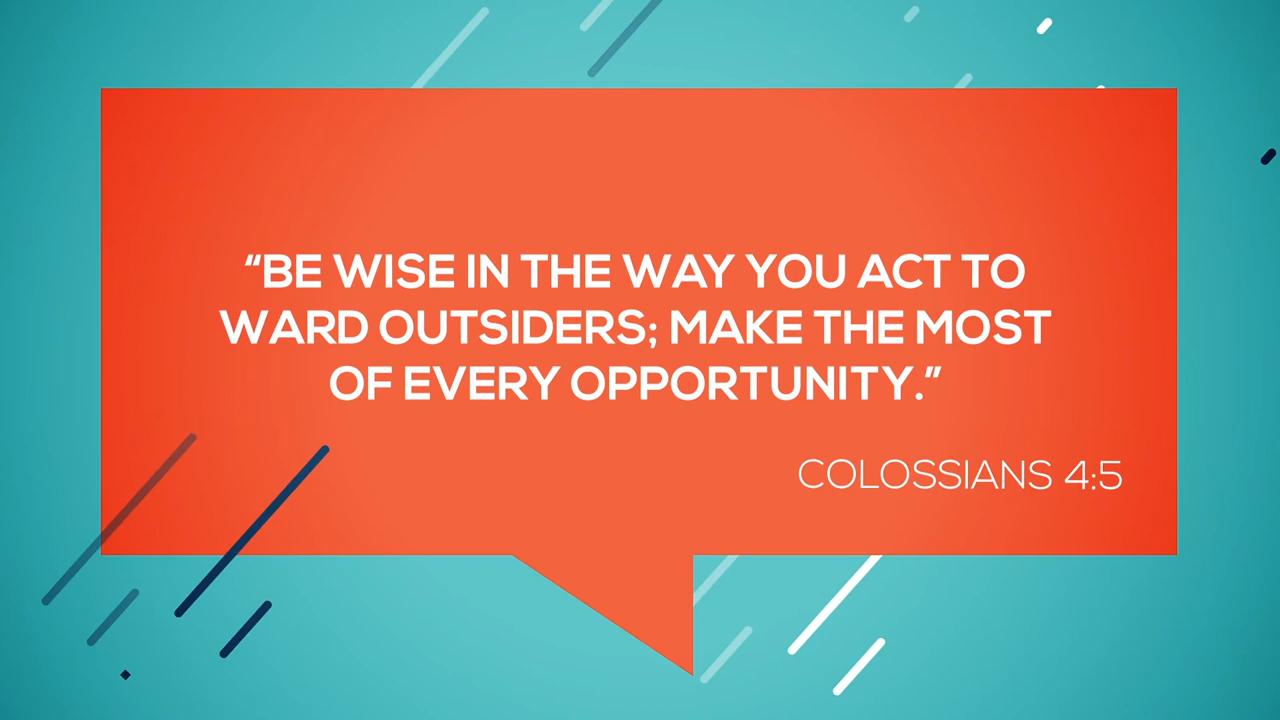 “BE WISE IN THE WAY YOU ACT TO
WARD OUTSIDERS; MAKE THE MOST
OF EVERY OPPORTUNITY.”
COLOSSIANS 4:5